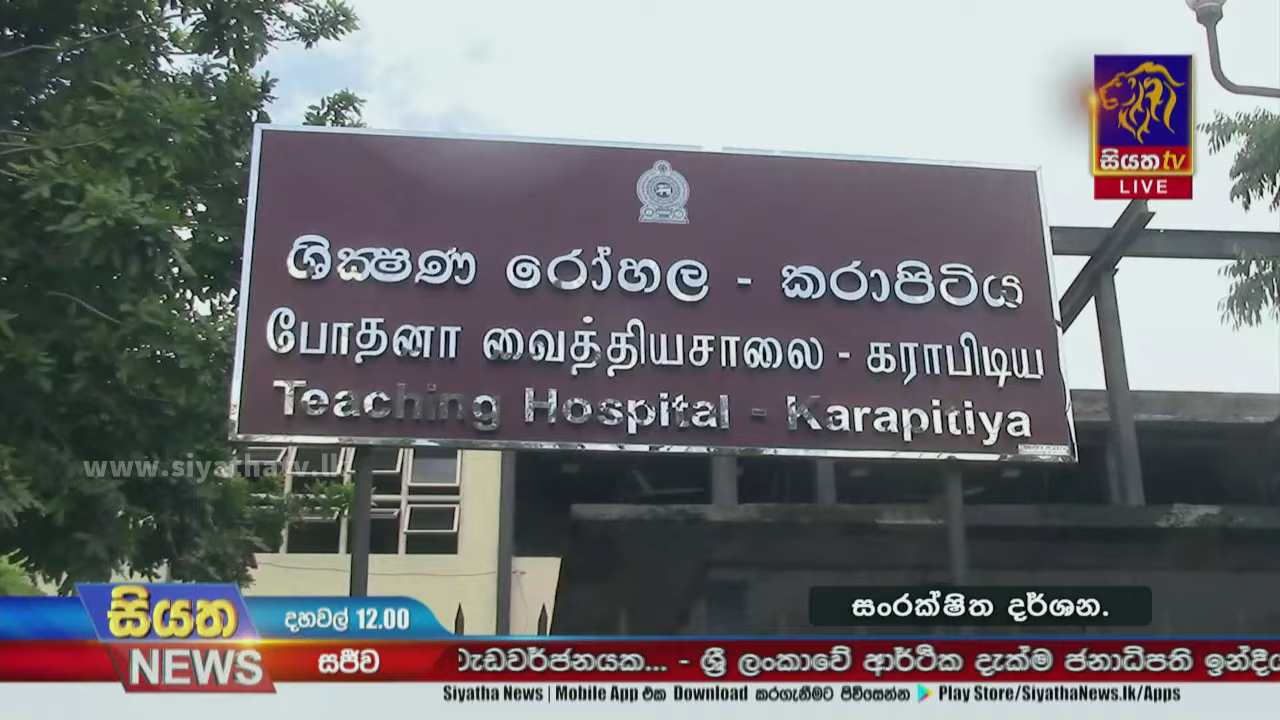 සියත tv
LIVE
ශික්ෂණ රෝහල - කරාපිටිය
போதனா வைத்தியசாலை - கராபிடிய
Teaching Hospital - Karapitiya
www.siyathatv.lk
සංරක්ෂිත දර්ශන.
සියත
දහවල් 12.00
NEWS
සජීව
වැඩවර්ජනයක... - ශ්‍රී ලංකාවේ ආර්ථික දැක්ම ජනාධිපති
Siyatha News | Mobile App එක Download කරගැනීමට පිවිසෙන්න Play Store/SiyathaNews.lk/Apps